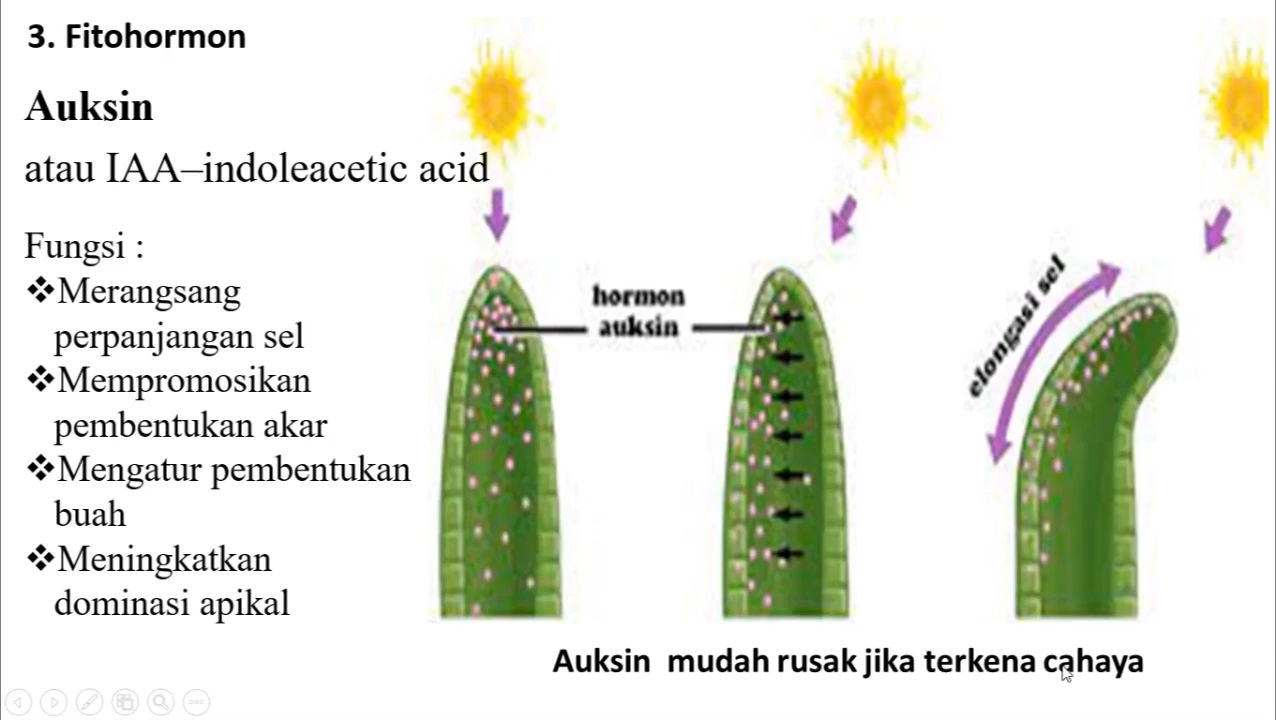 3. Fitohormon
Auksin
atau IAA–indoleacetic acid
Fungsi :
❖Merangsang
perpanjangan sel
❖Mempromosikan
pembentukan akar
❖Mengatur pembentukan
buah
❖Meningkatkan
dominasi apikal
hormon
auksin
elongasi sel
Auksin mudah rusak jika terkena cahaya